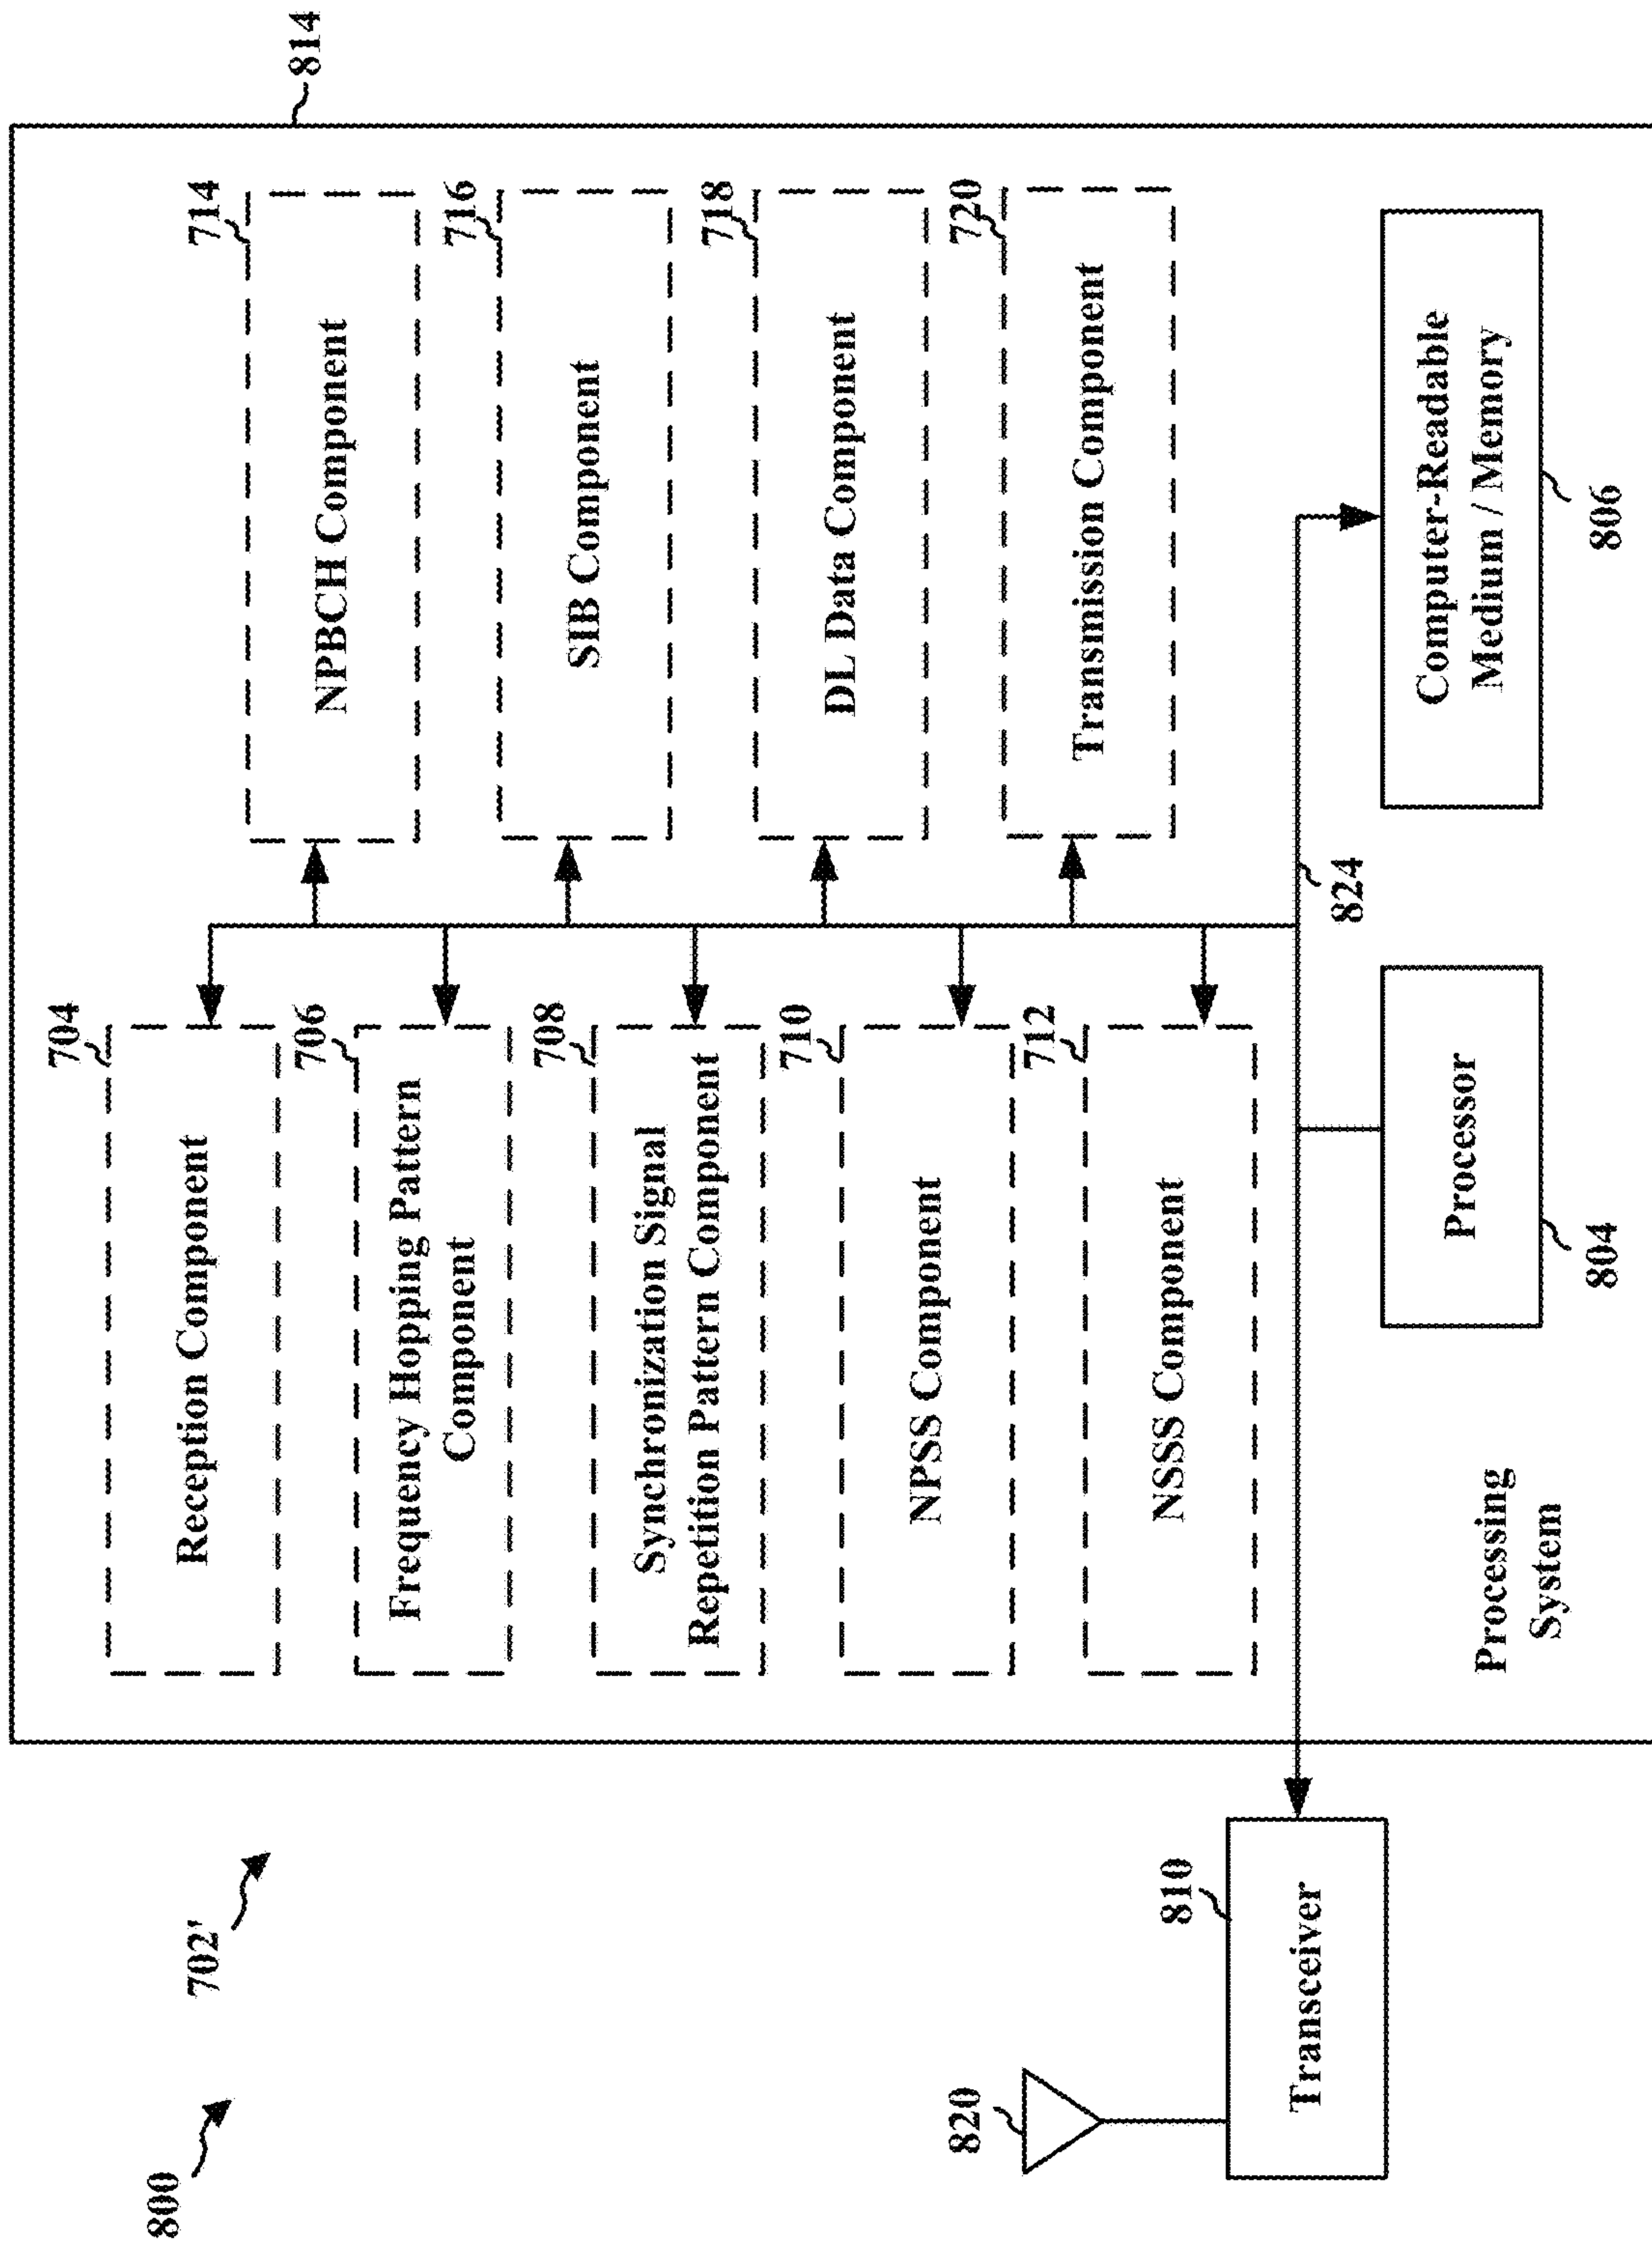 800
702'
814
704
Reception Component
706
Frequency Hopping Pattern
Component
708
Synchronization Signal
Repetition Pattern Component
710
NPSS Component
712
NSSS Component
714
NPBCH Component
716
SIB Component
718
DL Data Component
720
Transmission Component
824
820
810
Transceiver
Processing
System
Processor
804
Computer-Readable
Medium / Memory
806